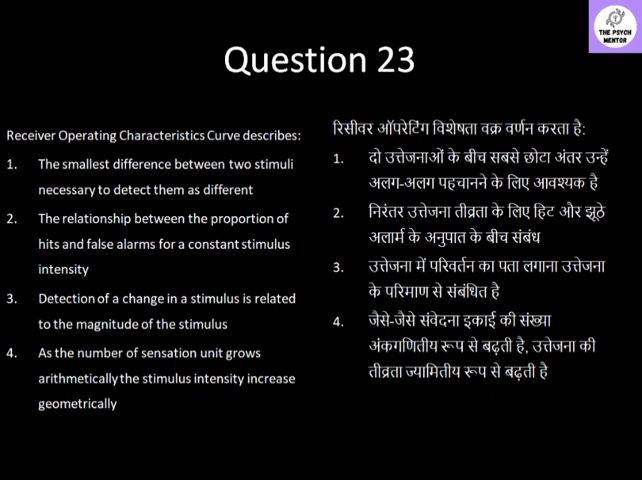 THE PSYCH
MENTOR
Question 23
Receiver Operating Characteristics Curve describes:
1. The smallest difference between two stimuli
necessary to detect them as different
2. The relationship between the proportion of
hits and false alarms for a constant stimulus
intensity
3. Detection of a change in a stimulus is related
to the magnitude of the stimulus
4. As the number of sensation unit grows
arithmetically the stimulus intensity increase
geometrically
रिसीवर ऑपरेटिंग विशेषता वक्र वर्णन करता है:
1. दो उत्तेजनाओं के बीच सबसे छोटा अंतर उन्हें
अलग-अलग पहचानने के लिए आवश्यक है
2. निरंतर उत्तेजना तीव्रता के लिए हिट और झूठे
अलार्म के अनुपात के बीच संबंध
3. उत्तेजना में परिवर्तन का पता लगाना उत्तेजना
के परिमाण से संबंधित है
4. जैसे-जैसे संवेदना इकाई की संख्या
अंकगणितीय रूप से बढ़ती है, उत्तेजना की
तीव्रता ज्यामितीय रूप से बढ़ती है